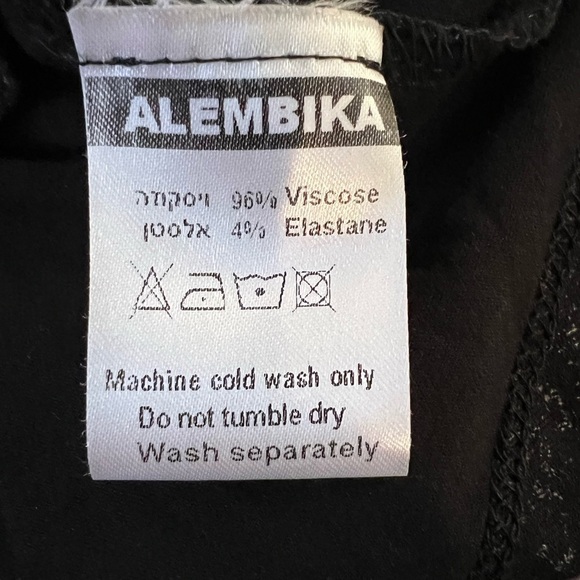 ALEMBIKA
ויסקוזה 96% Viscose
אלסטן 4% Elastane
Machine cold wash only
Do not tumble dry
Wash separately